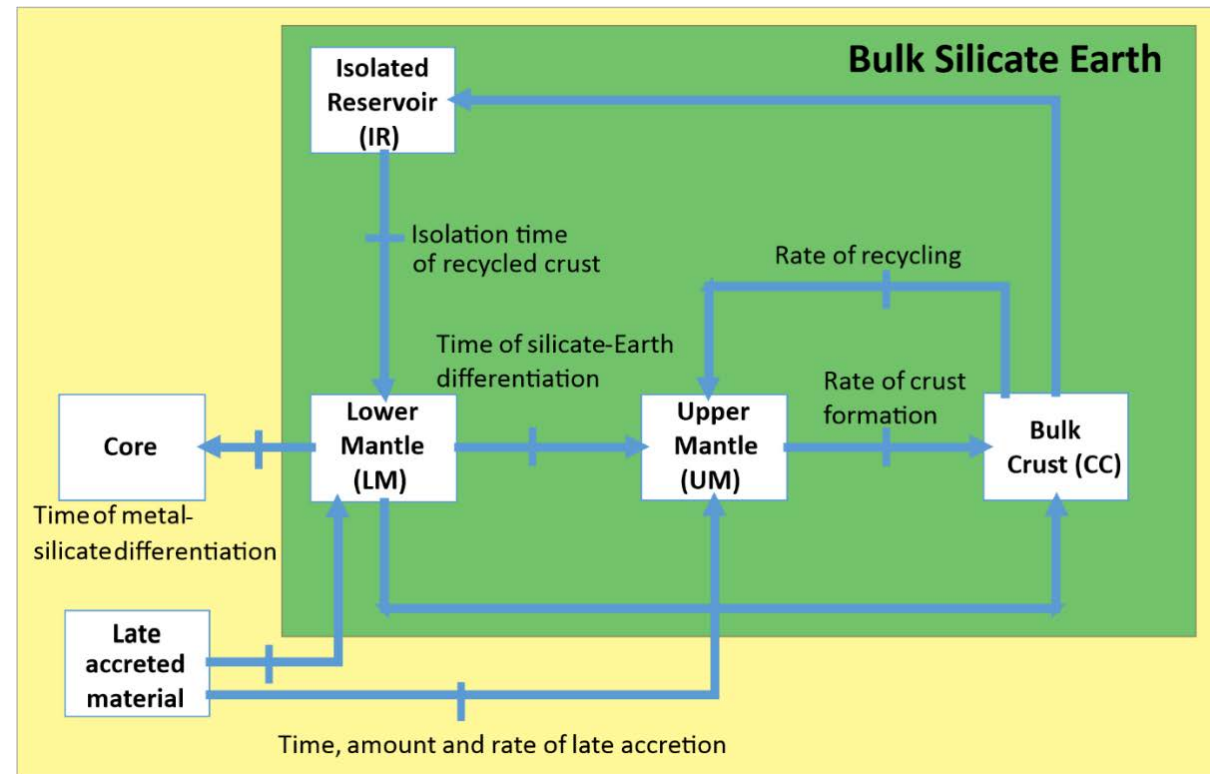 Bulk Silicate Earth
Isolated
Reservoir
(IR)
Isolation time
of recycled crust
Rate of recycling
Time of silicate-Earth
differentiation
Rate of crust
formation
Core
Lower
Mantle
(LM)
Upper
Mantle
(UM)
Bulk
Crust (CC)
Time of metal-
silicate differentiation
Late
accreted
material
Time, amount and rate of late accretion